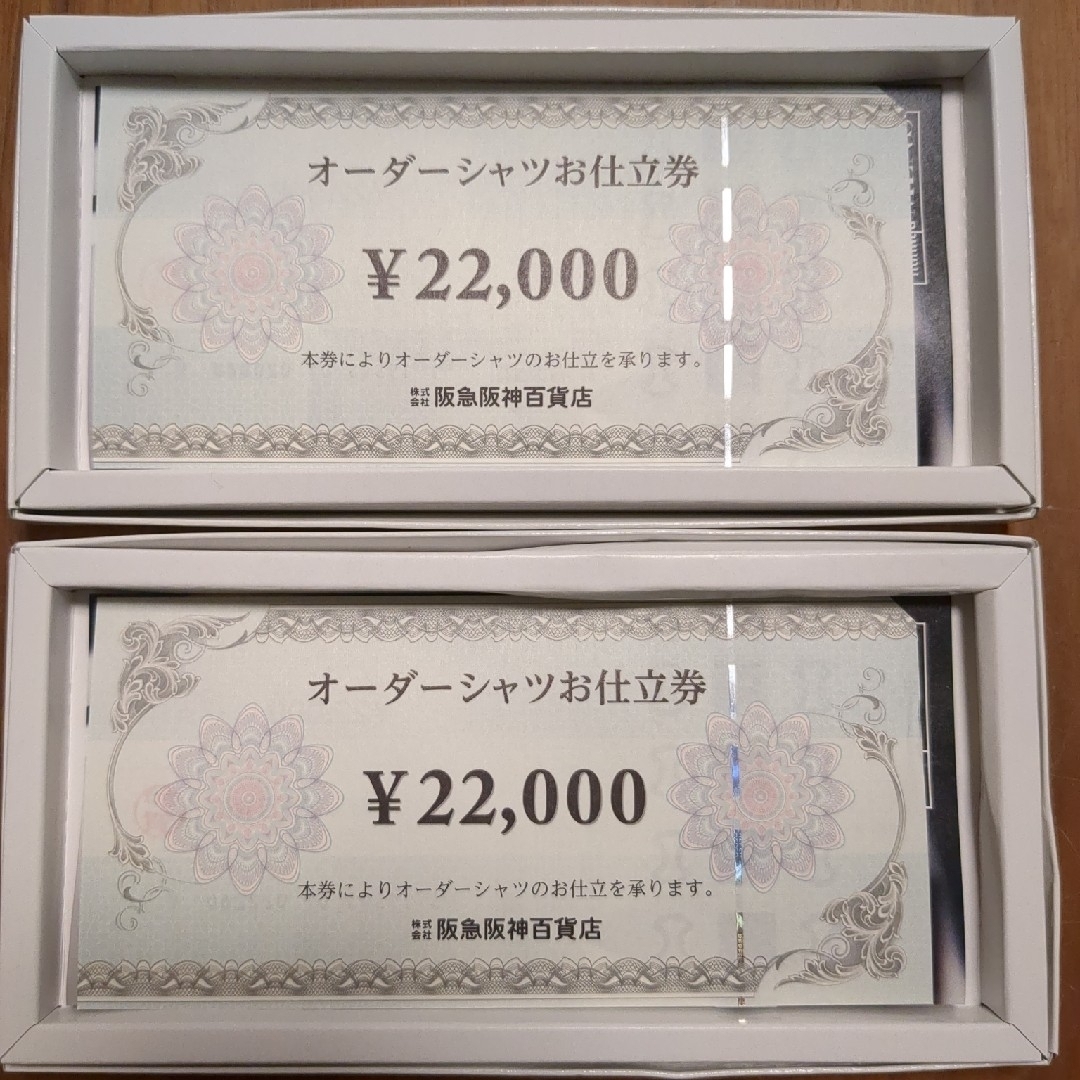 オーダーシャツお仕立券
¥22,000
本券によりオーダーシャツのお仕立を承ります。
株式会社 阪急阪神百貨店
オーダーシャツお仕立券
¥22,000
本券によりオーダーシャツのお仕立を承ります。
株式会社 阪急阪神百貨店